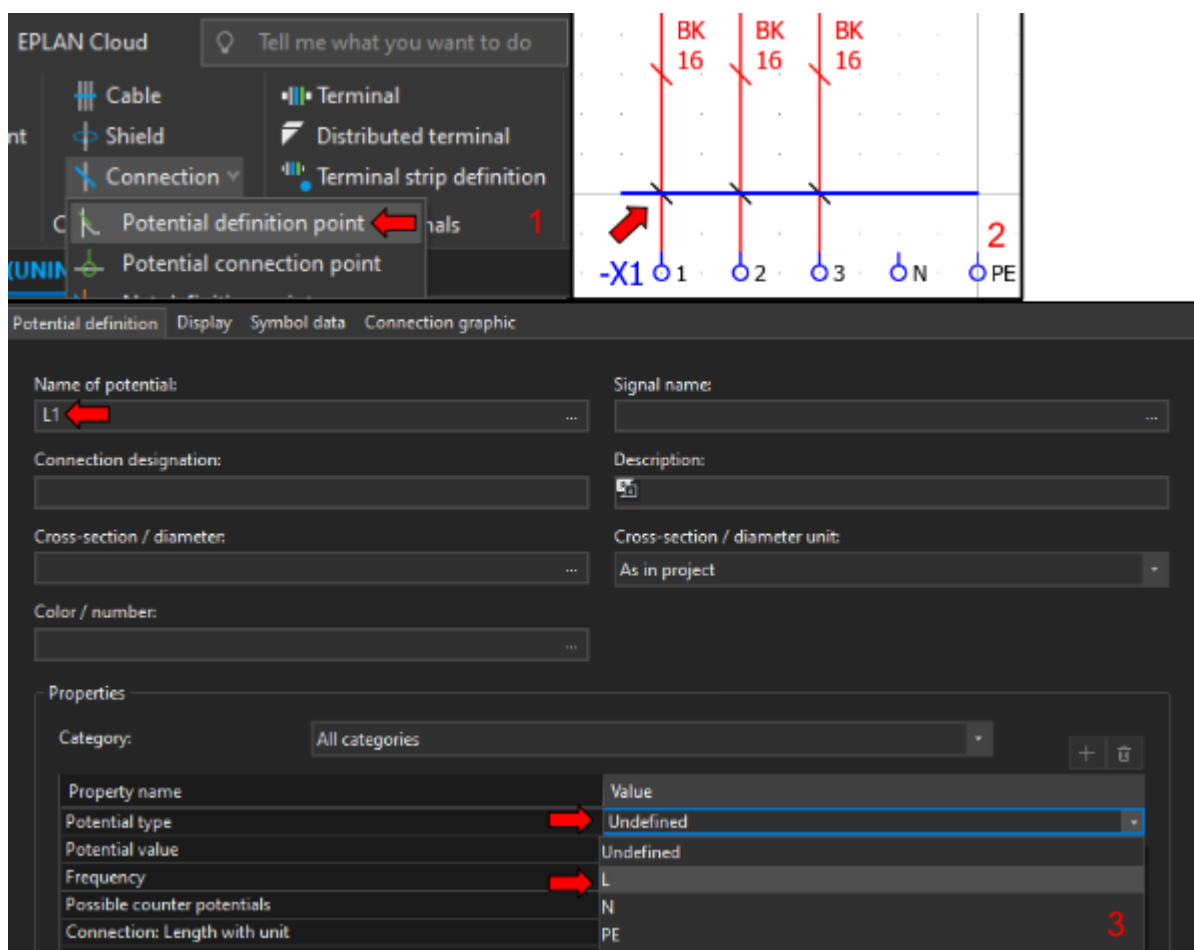 EPLAN Cloud
Tell me what you want to do
Cable
Terminal
nt
Shield
Distributed terminal
Connection
Terminal strip definition
C
Potential definition point
nals
1
(UNIN
Potential connection point
BK BK BK
16 16 16
2
-X1 1 2 3 N PE
Potential definition Display Symbol data Connection graphic
Name of potential:
Signal name:
L1
...
...
Connection designation:
Description:
Cross-section / diameter:
Cross-section / diameter unit:
...
As in project
Color / number:
...
Properties
Category:
All categories
Property name
Value
Potential type
Undefined
Potential value
Undefined
Frequency
L
Possible counter potentials
N
Connection: Length with unit
PE
3